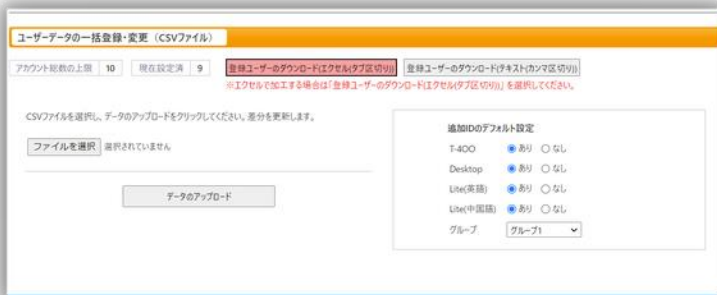 ユーザーデータの一括登録・変更（CSVファイル）
アカウント総数の上限 10 現在設定済 9 登録ユーザーのダウンロード(エクセル(タブ区切り)) 登録ユーザーのダウンロード(テキスト(カンマ区切り))
※エクセルで加工する場合は「登録ユーザーのダウンロード(エクセル(タブ区切り))」を選択してください。
CSVファイルを選択し、データのアップロードをクリックしてください。差分を更新します。
ファイルを選択 選択されていません
データのアップロード
追加IDのデフォルト設定
T-400 あり なし
Desktop あり なし
Lite(英語) あり なし
Lite(中国語) あり なし
グループ グループ1